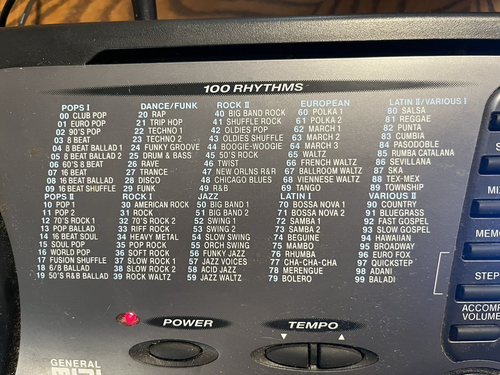 100 RHYTHMS
POPS I
00 CLUB POP
01 EURO POP
02 90'S POP
03 8 BEAT
04 8 BEAT BALLAD 1
05 8 BEAT BALLAD 2
06 60'S 8 BEAT
07 16 BEAT
08 16 BEAT BALLAD
09 16 BEAT SHUFFLE
POPS II
10 POP 1
11 POP 2
12 70'S ROCK 1
13 POP BALLAD
14 16 BEAT SOUL
15 SOUL POP
16 WORLD POP
17 FUSION SHUFFLE
18 6/8 BALLAD
19 50'S R&B BALLAD
DANCE/FUNK
20 RAP
21 TRIP HOP
22 TECHNO 1
23 TECHNO 2
24 FUNKY GROOVE
25 DRUM & BASS
26 RAVE
27 TRANCE
28 DISCO
29 FUNK
ROCK I
30 AMERICAN ROCK
31 ROCK
32 70'S ROCK 2
33 RIFF ROCK
34 HEAVY METAL
35 POP ROCK
36 SOFT ROCK
37 SLOW ROCK 1
38 SLOW ROCK 2
39 ROCK WALTZ
ROCK II
40 BIG BAND ROCK
41 SHUFFLE ROCK
42 OLDIES POP
43 OLDIES SHUFFLE
44 BOOGIE-WOOGIE
45 50'S ROCK
46 TWIST
47 NEW ORLNS R&R
48 CHICAGO BLUES
49 R&B
JAZZ
50 BIG BAND 1
51 BIG BAND 2
52 SWING 1
53 SWING 2
54 SLOW SWING
55 ORCH SWING
56 FUNKY JAZZ
57 JAZZ VOICES
58 ACID JAZZ
59 JAZZ WALTZ
EUROPEAN
60 POLKA 1
61 POLKA 2
62 MARCH 1
63 MARCH 2
64 MARCH 3
65 WALTZ
66 FRENCH WALTZ
67 BALLROOM WALTZ
68 VIENNESE WALTZ
69 TANGO
LATIN I
70 BOSSA NOVA 1
71 BOSSA NOVA 2
72 SAMBA 1
73 SAMBA 2
74 BEGUINE
75 MAMBO
76 RHUMBA
77 CHA-CHA-CHA
78 MERENGUE
79 BOLERO
LATIN II/VARIOUS I
80 SALSA
81 REGGAE
82 PUNTA
83 CUMBIA
84 PASODOBLE
85 RUMBA CATALANA
86 SEVILLANA
87 SKA
88 TEX-MEX
89 TOWNSHIP
VARIOUS II
90 COUNTRY
91 BLUEGRASS
92 FAST GOSPEL
93 SLOW GOSPEL
94 HAWAIIAN
95 BROADWAY
96 EURO FOX
97 QUICKSTEP
98 ADANI
99 BALADI
POWER
TEMPO
GENERAL
MIDI
STEP
VOLUME